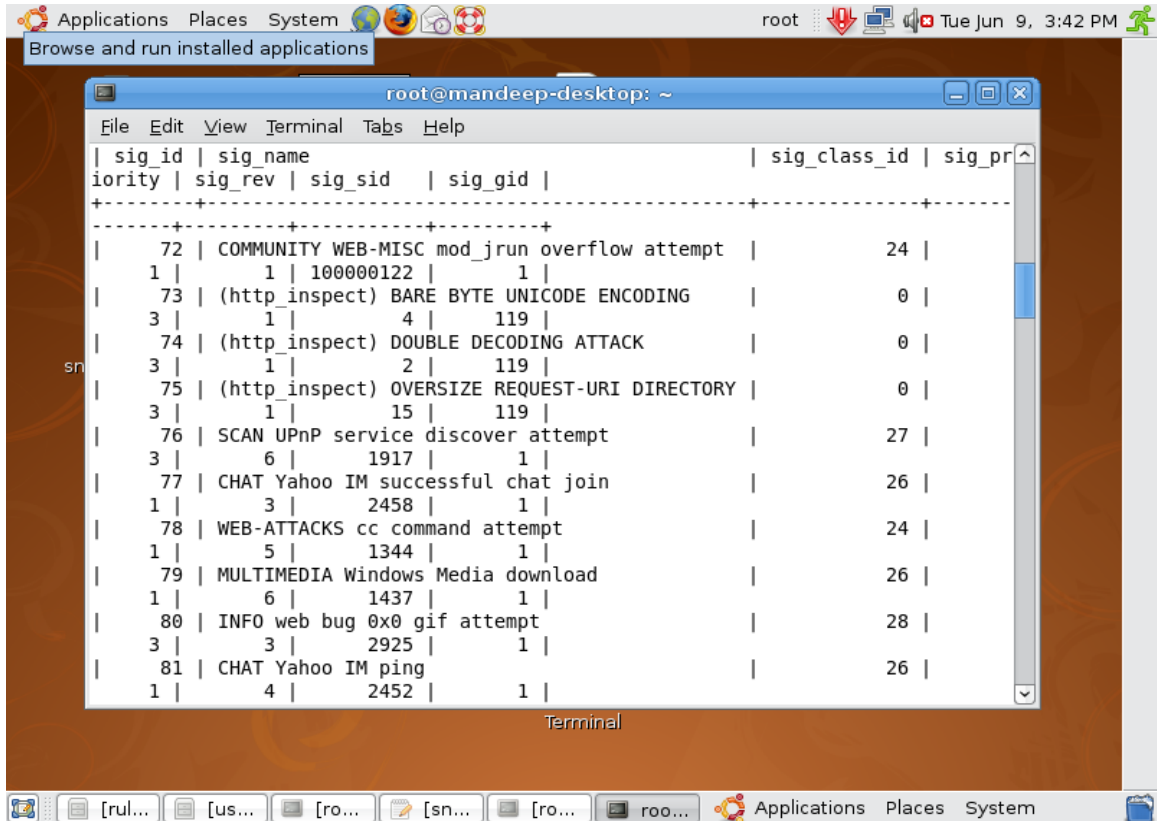 Applications Places System root Tue Jun 9, 3:42 PM
Browse and run installed applications
root@mandeep-desktop: ~
File Edit View Terminal Tabs Help
| sig_id | sig_name | sig_class_id | sig_pr
iority | sig_rev | sig_sid | sig_gid |
+--------+-----------------------------------------------+--------------+-------
-------+---------+-----------+---------+
| 72 | COMMUNITY WEB-MISC mod_jrun overflow attempt | 24 |
1 | 1 | 100000122 | 1 |
| 73 | (http_inspect) BARE BYTE UNICODE ENCODING | 0 |
3 | 1 | 4 | 119 |
| 74 | (http_inspect) DOUBLE DECODING ATTACK | 0 |
3 | 1 | 2 | 119 |
| 75 | (http_inspect) OVERSIZE REQUEST-URI DIRECTORY | 0 |
3 | 1 | 15 | 119 |
| 76 | SCAN UPnP service discover attempt | 27 |
3 | 6 | 1917 | 1 |
| 77 | CHAT Yahoo IM successful chat join | 26 |
1 | 3 | 2458 | 1 |
| 78 | WEB-ATTACKS cc command attempt | 24 |
1 | 5 | 1344 | 1 |
| 79 | MULTIMEDIA Windows Media download | 26 |
1 | 6 | 1437 | 1 |
| 80 | INFO web bug 0x0 gif attempt | 28 |
3 | 3 | 2925 | 1 |
| 81 | CHAT Yahoo IM ping | 26 |
1 | 4 | 2452 | 1 |
sn
Terminal
[rul... [us... [ro... [sn... [ro... roo... Applications Places System